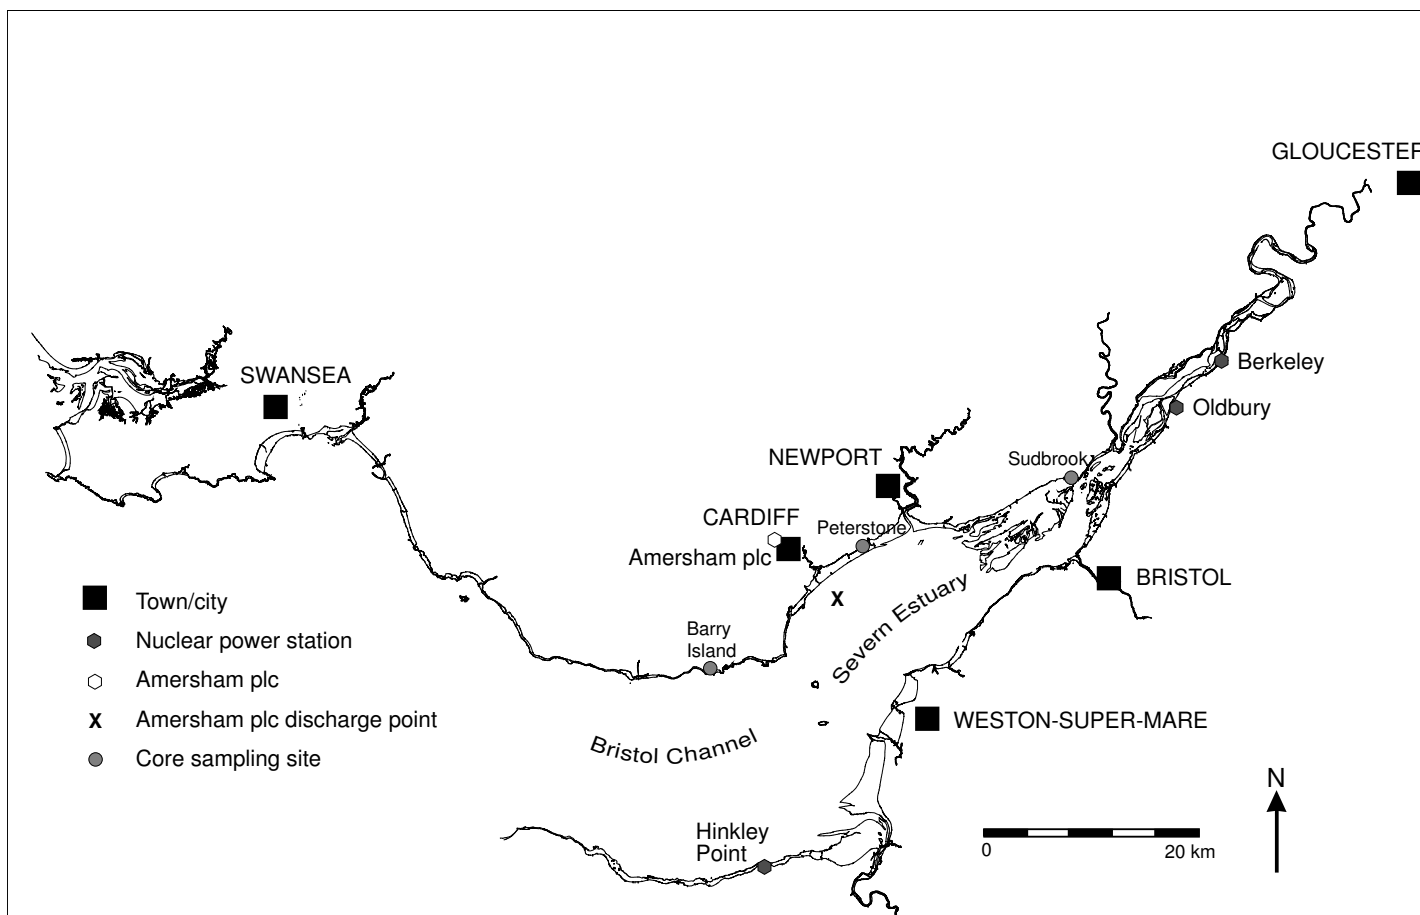 GLOUCESTER
Berkeley
SWANSEA
Oldbury
NEWPORT
Sudbrook
CARDIFF
Peterstone
Amersham plc
BRISTOL
Severn Estuary
Barry
Island
WESTON-SUPER-MARE
Bristol Channel
Hinkley
Point
Town/city
Nuclear power station
Amersham plc
X
Amersham plc discharge point
Core sampling site
X
N
0
20 km